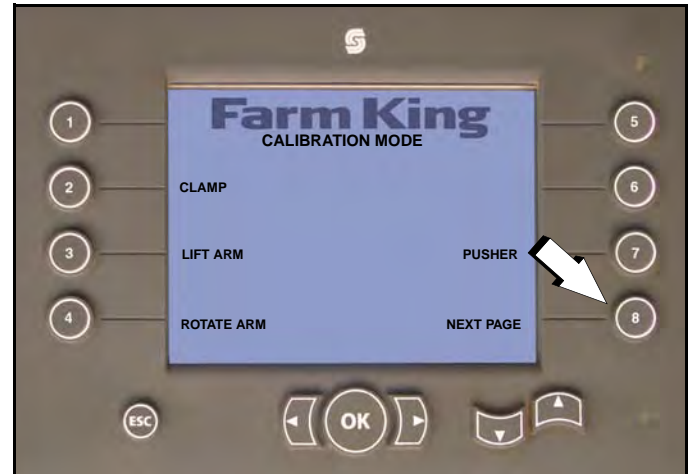 Farm King
CALIBRATION MODE
1
5
2
CLAMP
6
3
LIFT ARM
PUSHER
7
4
ROTATE ARM
NEXT PAGE
8
ESC
OK